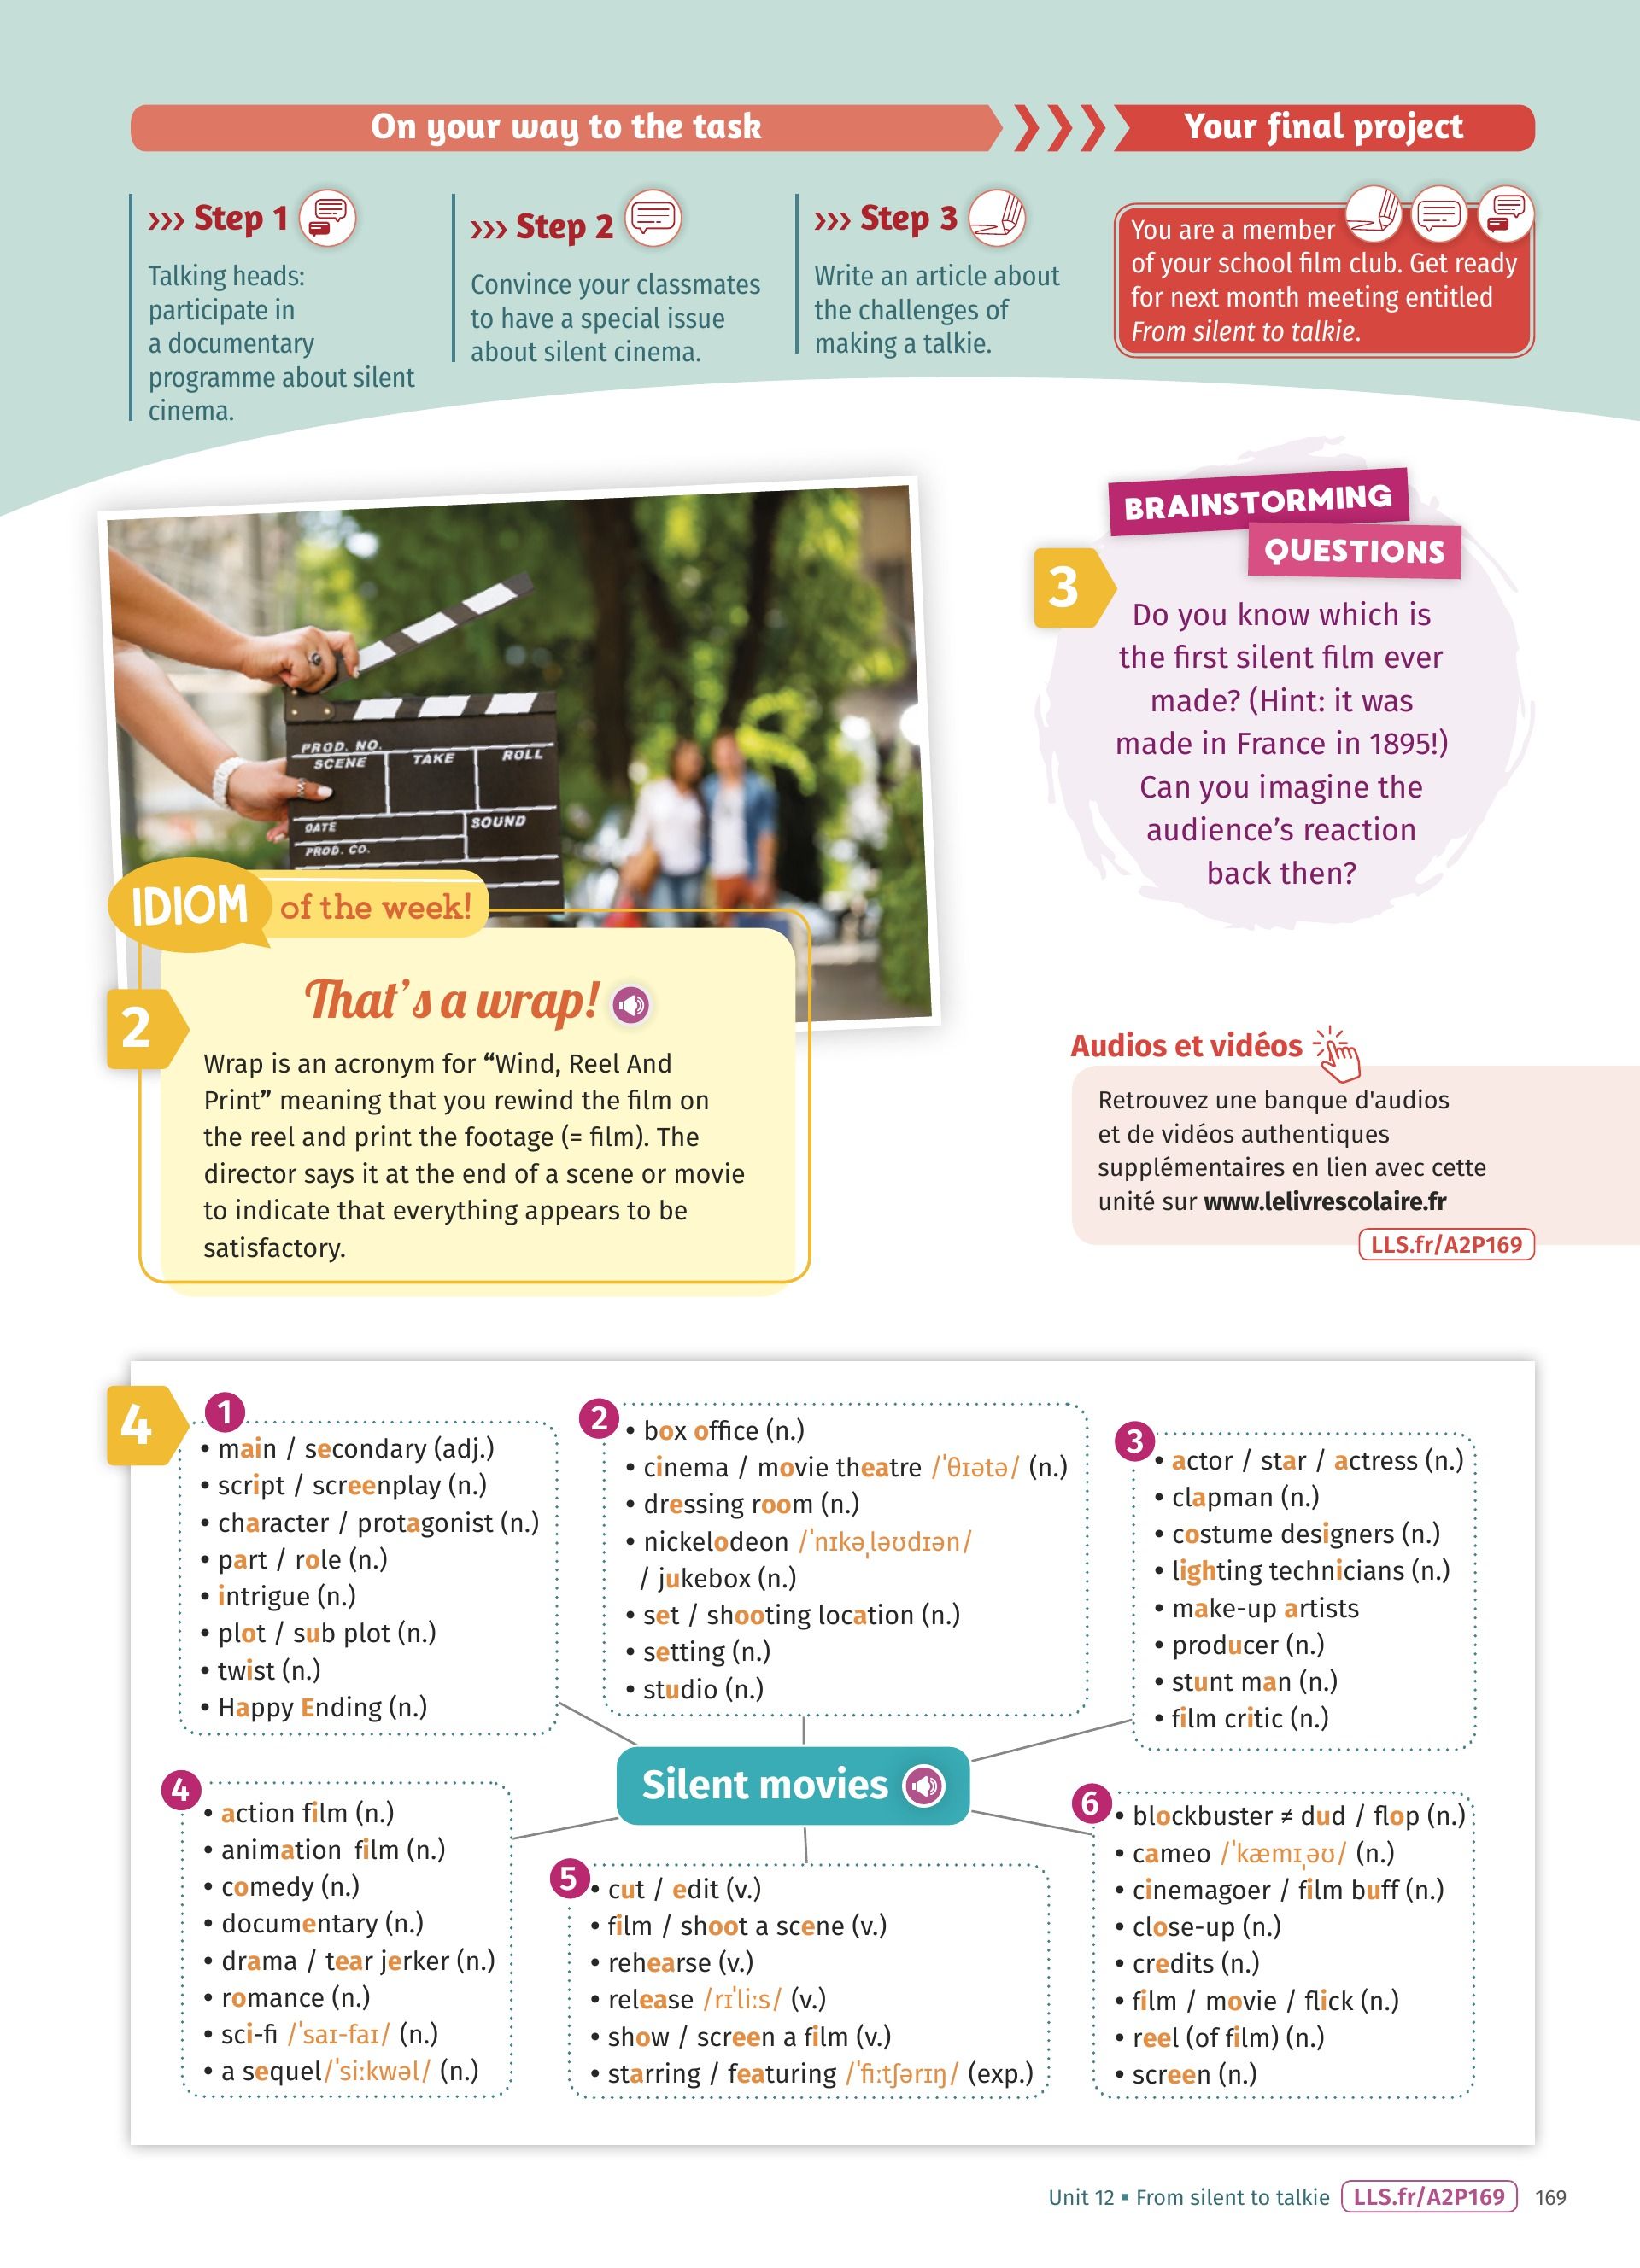 On your way to the task
Your final project
››› Step 1
Talking heads:
participate in
a documentary
programme about silent
cinema.
››› Step 2
Convince your classmates
to have a special issue
about silent cinema.
››› Step 3
Write an article about
the challenges of
making a talkie.
You are a member
of your school film club. Get ready
for next month meeting entitled
From silent to talkie.
PROD. NO.
SCENE TAKE ROLL
DATE SOUND
PROD. CO.
IDIOM of the week!
2
That's a wrap!
Wrap is an acronym for “Wind, Reel And
Print” meaning that you rewind the film on
the reel and print the footage (= film). The
director says it at the end of a scene or movie
to indicate that everything appears to be
satisfactory.
BRAINSTORMING
QUESTIONS
3
Do you know which is
the first silent film ever
made? (Hint: it was
made in France in 1895!)
Can you imagine the
audience’s reaction
back then?
Audios et vidéos
Retrouvez une banque d'audios
et de vidéos authentiques
supplémentaires en lien avec cette
unité sur www.lelivrescolaire.fr
LLS.fr/A2P169
4
1
• main / secondary (adj.)
• script / screenplay (n.)
• character / protagonist (n.)
• part / role (n.)
• intrigue (n.)
• plot / sub plot (n.)
• twist (n.)
• Happy Ending (n.)
2
• box office (n.)
• cinema / movie theatre /ˈθɪətə/ (n.)
• dressing room (n.)
• nickelodeon /ˈnɪkəˌləʊdɪən/
/ jukebox (n.)
• set / shooting location (n.)
• setting (n.)
• studio (n.)
3
• actor / star / actress (n.)
• clapman (n.)
• costume designers (n.)
• lighting technicians (n.)
• make-up artists
• producer (n.)
• stunt man (n.)
• film critic (n.)
Silent movies
4
• action film (n.)
• animation film (n.)
• comedy (n.)
• documentary (n.)
• drama / tear jerker (n.)
• romance (n.)
• sci-fi /ˈsaɪ-faɪ/ (n.)
• a sequel/ˈsiːkwəl/ (n.)
5
• cut / edit (v.)
• film / shoot a scene (v.)
• rehearse (v.)
• release /rɪˈliːs/ (v.)
• show / screen a film (v.)
• starring / featuring /ˈfiːtʃərɪŋ/ (exp.)
6
• blockbuster ≠ dud / flop (n.)
• cameo /ˈkæmɪˌəʊ/ (n.)
• cinemagoer / film buff (n.)
• close-up (n.)
• credits (n.)
• film / movie / flick (n.)
• reel (of film) (n.)
• screen (n.)
Unit 12 ▪ From silent to talkie LLS.fr/A2P169 169